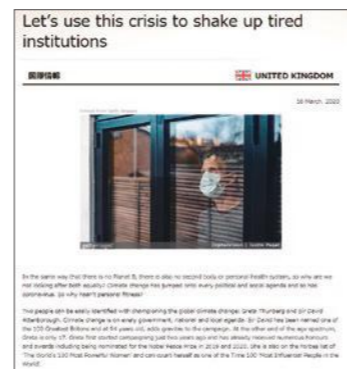 Let's use this crisis to shake up tired
institutions
UNITED KINGDOM
16 March, 2020
In the same way that there is no Planet B, there is also no second body or personal health system, so why are we
not looking after both equally? Climate change has jumped onto every political and social agenda and so has
coronavirus. So why hasn't personal fitness?
Two people can be easily identified with championing the global climate change: Greta Thunberg and Sir David
Attenborough. Climate change is on every government, national and local agenda. Sir David has been named one of
the 100 Greatest Britons and at 94 years old, adds gravitas to the campaign. At the other end of the age spectrum,
Greta is only 17. Greta first started campaigning just two years ago and has already received numerous honours
and awards including being nominated for the Nobel Peace Prize in 2019 and 2020. She is also on the Forbes list of
'The World's 100 Most Powerful Women' and can count herself as one of the Time 100 'Most Influential People in the
World'.